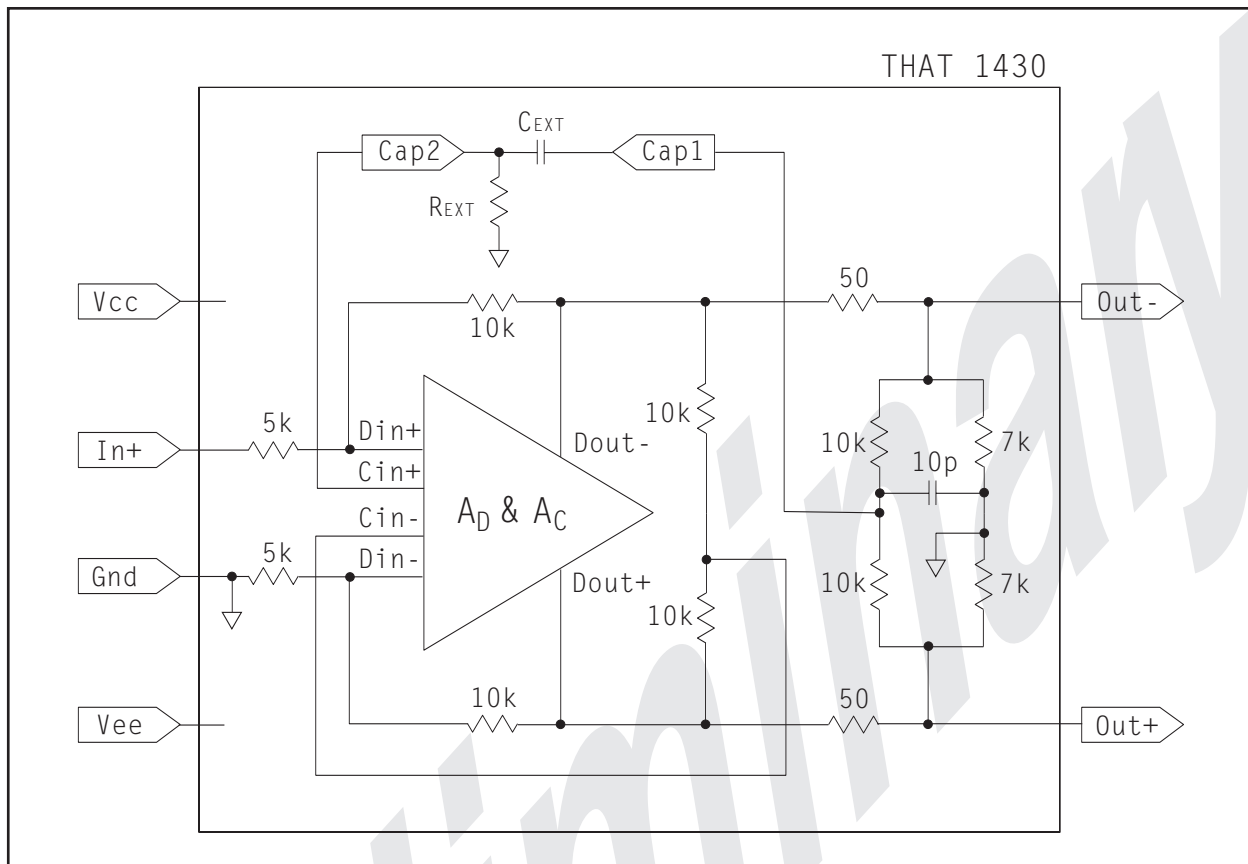 THAT 1430
CEXT
Cap2
Cap1
REXT
Vcc
10k
50
Out-
5k
In+
Din+
Cin+
Cin-
Din-
AD & AC
Dout-
Dout+
10k
10k
10k
10p
7k
5k
Gnd
10k
7k
Vee
10k
50
Out+